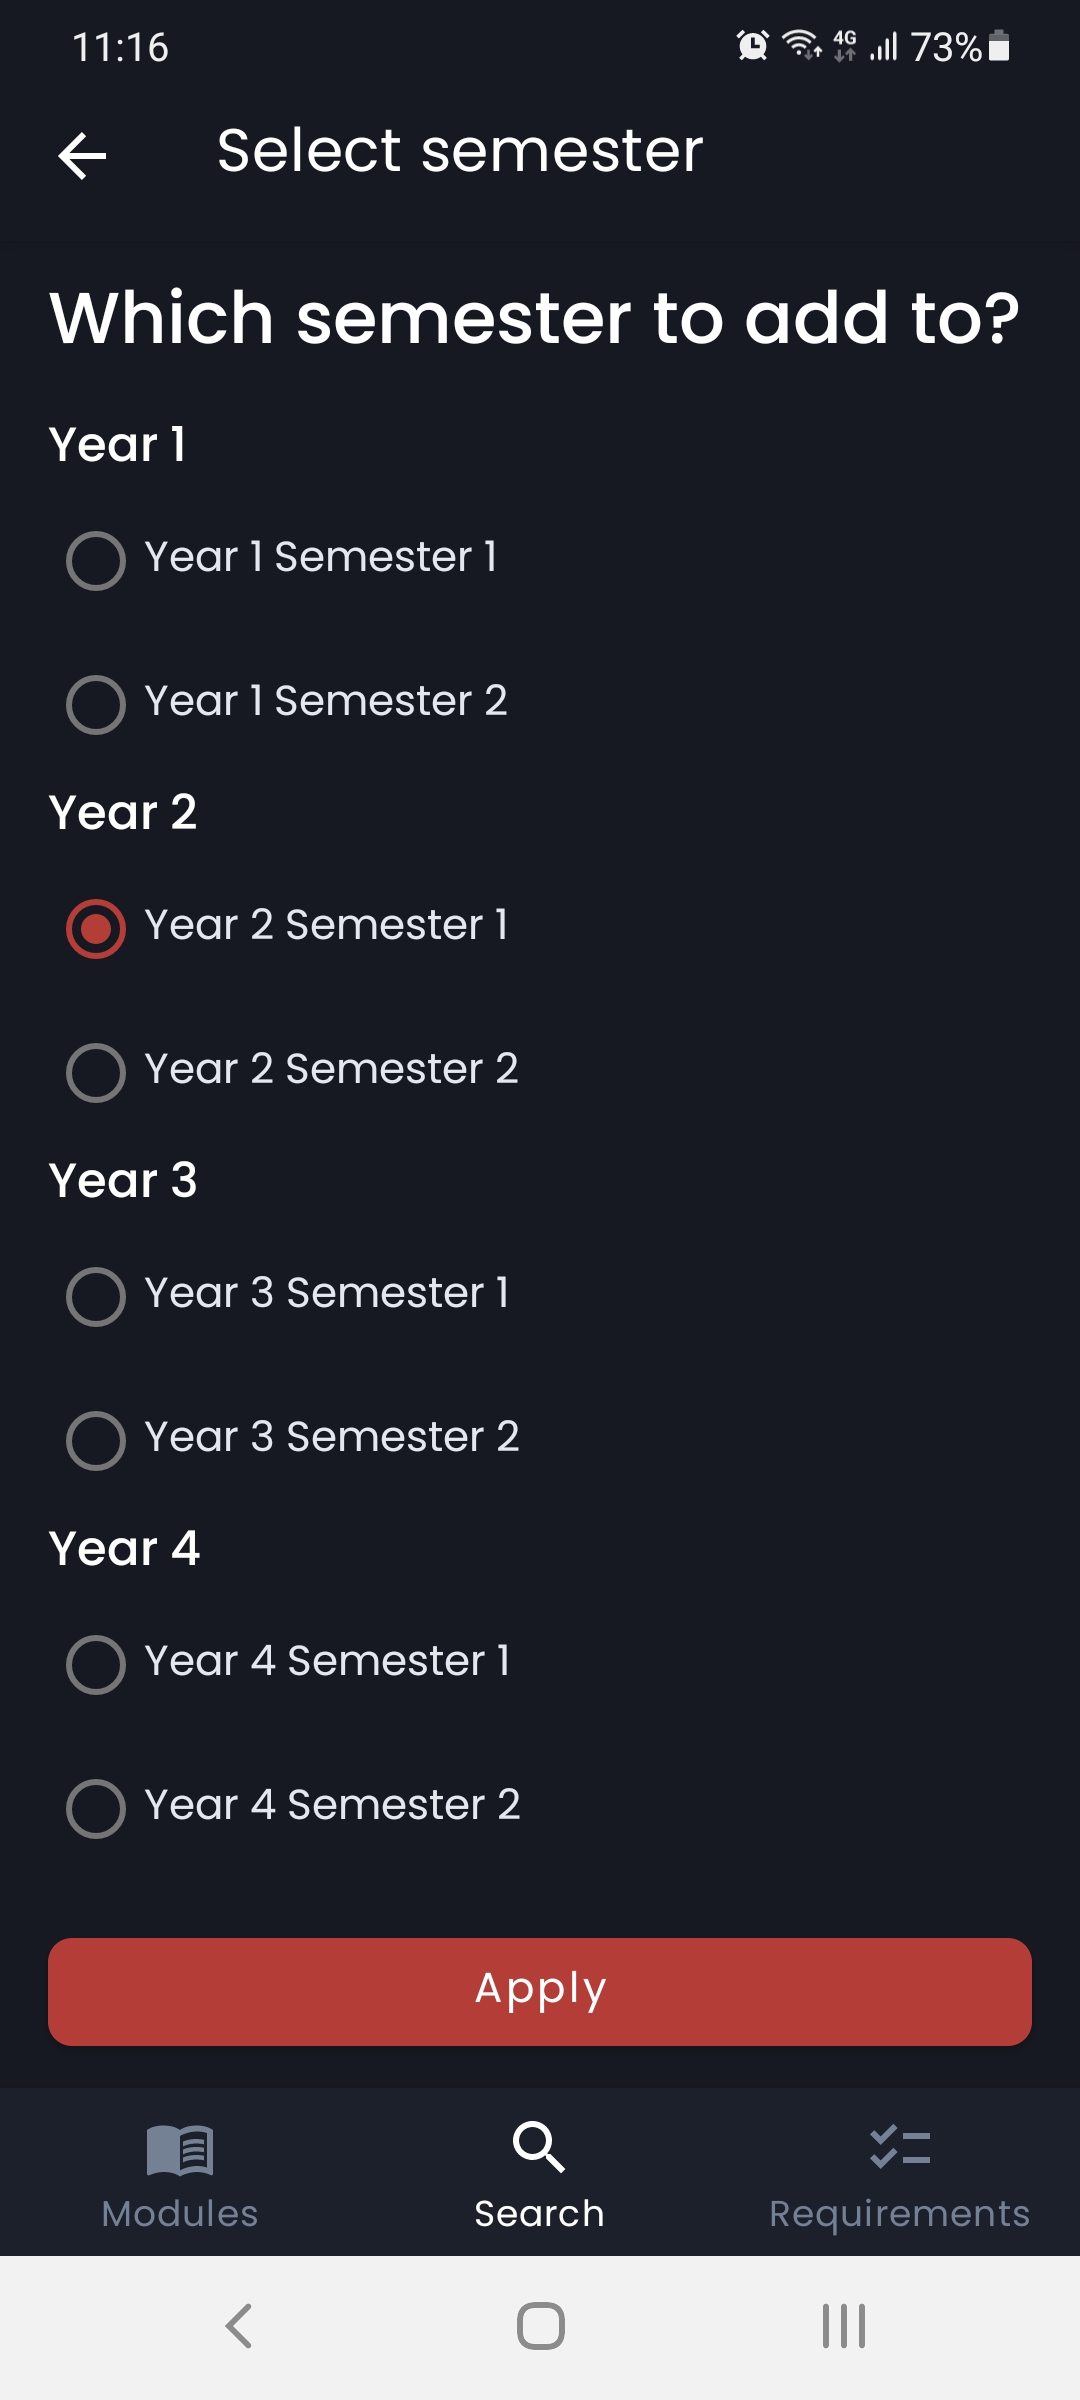 11:16
4G 73%
Select semester
Which semester to add to?
Year 1
Year 1 Semester 1
Year 1 Semester 2
Year 2
Year 2 Semester 1
Year 2 Semester 2
Year 3
Year 3 Semester 1
Year 3 Semester 2
Year 4
Year 4 Semester 1
Year 4 Semester 2
Apply
Modules
Search
Requirements